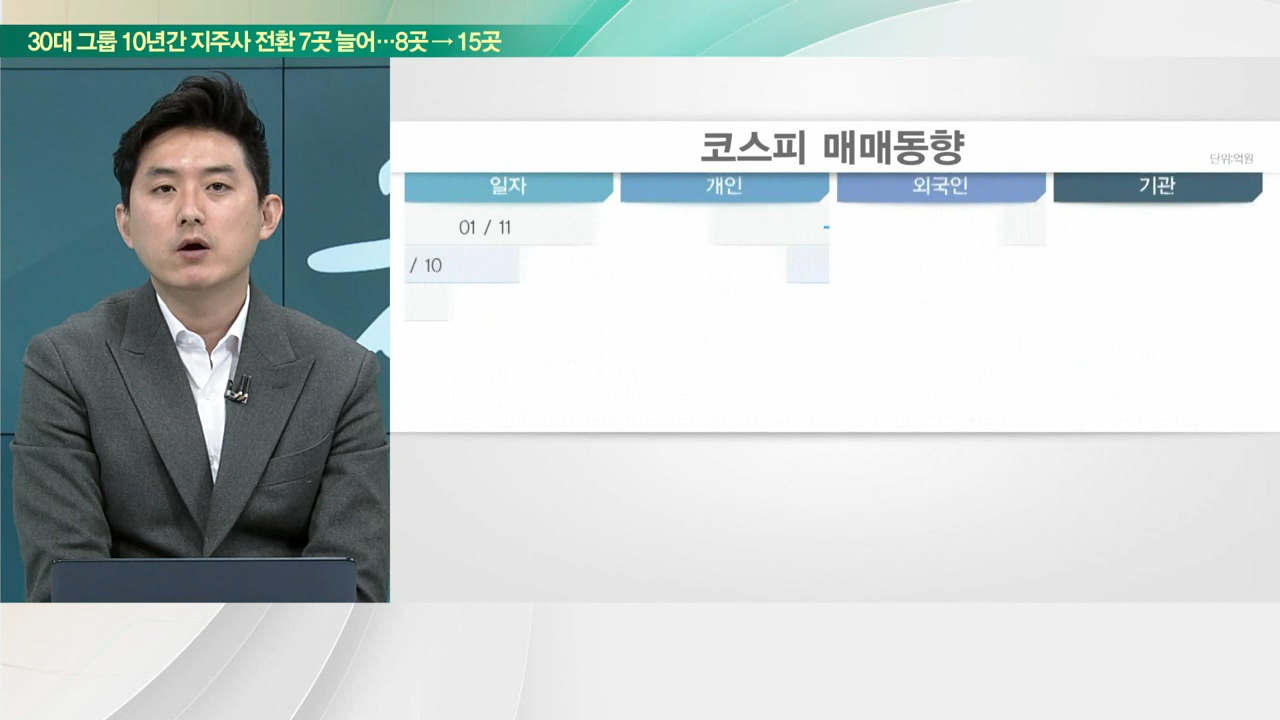 30대 그룹 10년간 지주사 전환 7곳 늘어…8곳→15곳
코스피 매매동향
단위:억원
일자 개인 외국인 기관
01 / 11
/ 10